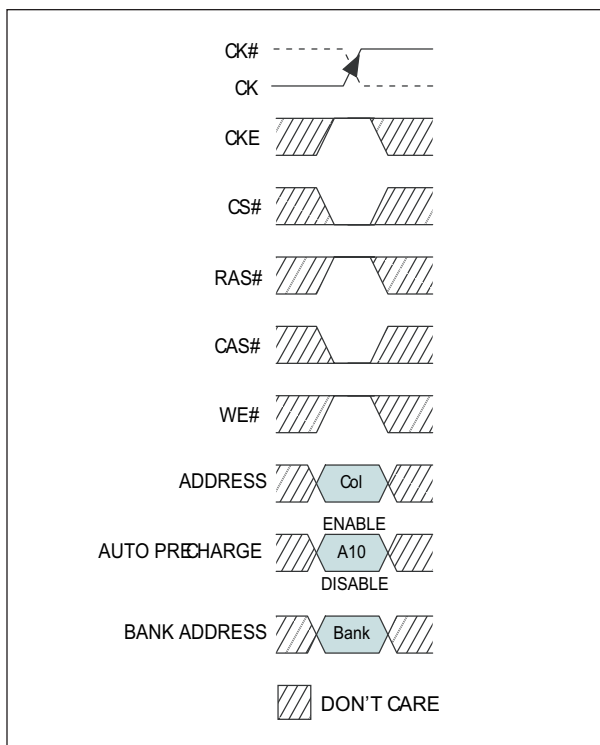 CK#
CK
CKE
CS#
RAS#
CAS#
WE#
ADDRESS Col
ENABLE
AUTO PRECHARGE A10
DISABLE
BANK ADDRESS Bank
DON'T CARE